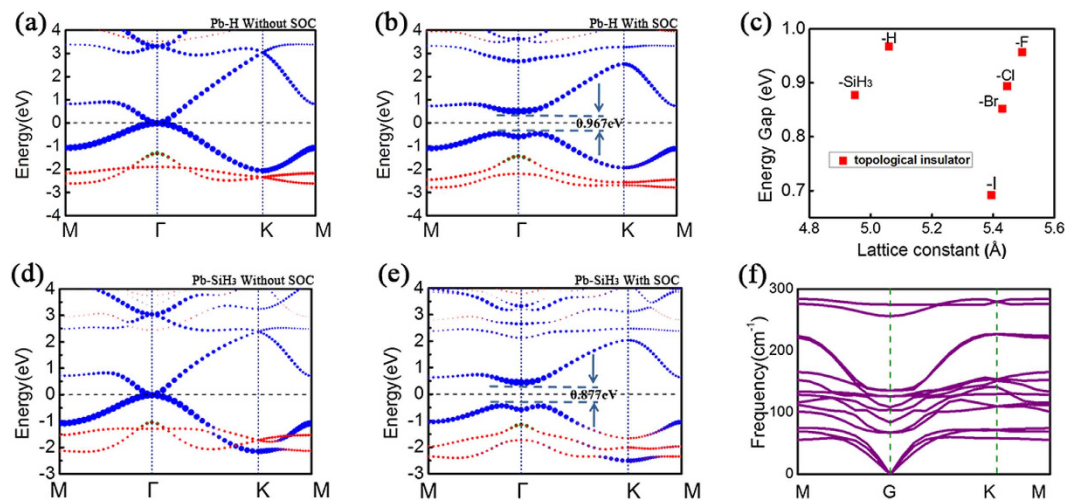 (a)
Pb-H Without SOC
4
3
2
1
0
-1
-2
-3
-4
Energy(eV)
M Γ K M
(b)
Pb-H With SOC
4
3
2
1
0
-1
-2
-3
-4
Energy(eV)
0.967eV
M Γ K M
(c)
1.0
0.9
0.8
0.7
Energy Gap (eV)
-H
-F
-SiH₃
-Cl
-Br
topological insulator
-I
4.8 5.0 5.2 5.4 5.6
Lattice constant (Å)
(d)
Pb-SiH₃ Without SOC
4
3
2
1
0
-1
-2
-3
Energy(eV)
M Γ K M
(e)
Pb-SiH₃ With SOC
4
3
2
1
0
-1
-2
-3
Energy(eV)
0.877eV
M Γ K M
(f)
300
200
100
0
Frequency(cm⁻¹)
M G K M